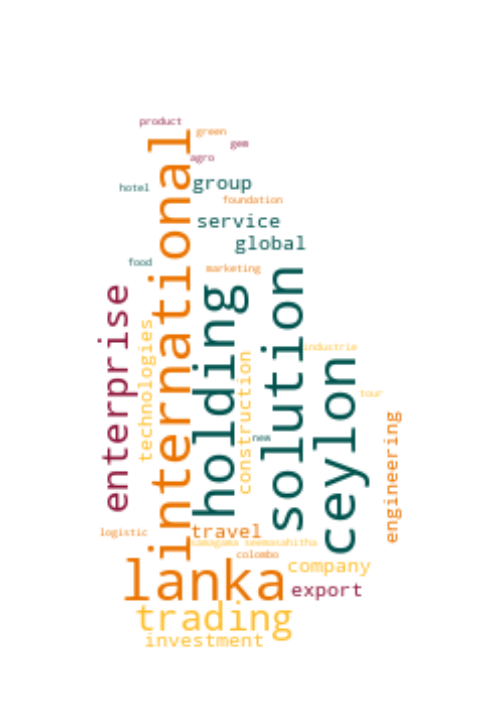 product
green
gem
agro
international
hotel
group
foundation
service
global
food
marketing
solution
holding
enterprise
technologies
industrie
construction
ceylon
tour
engineering
new
logistic
travel
samagama seemasahitha
colombo
lanka
company
export
trading
investment